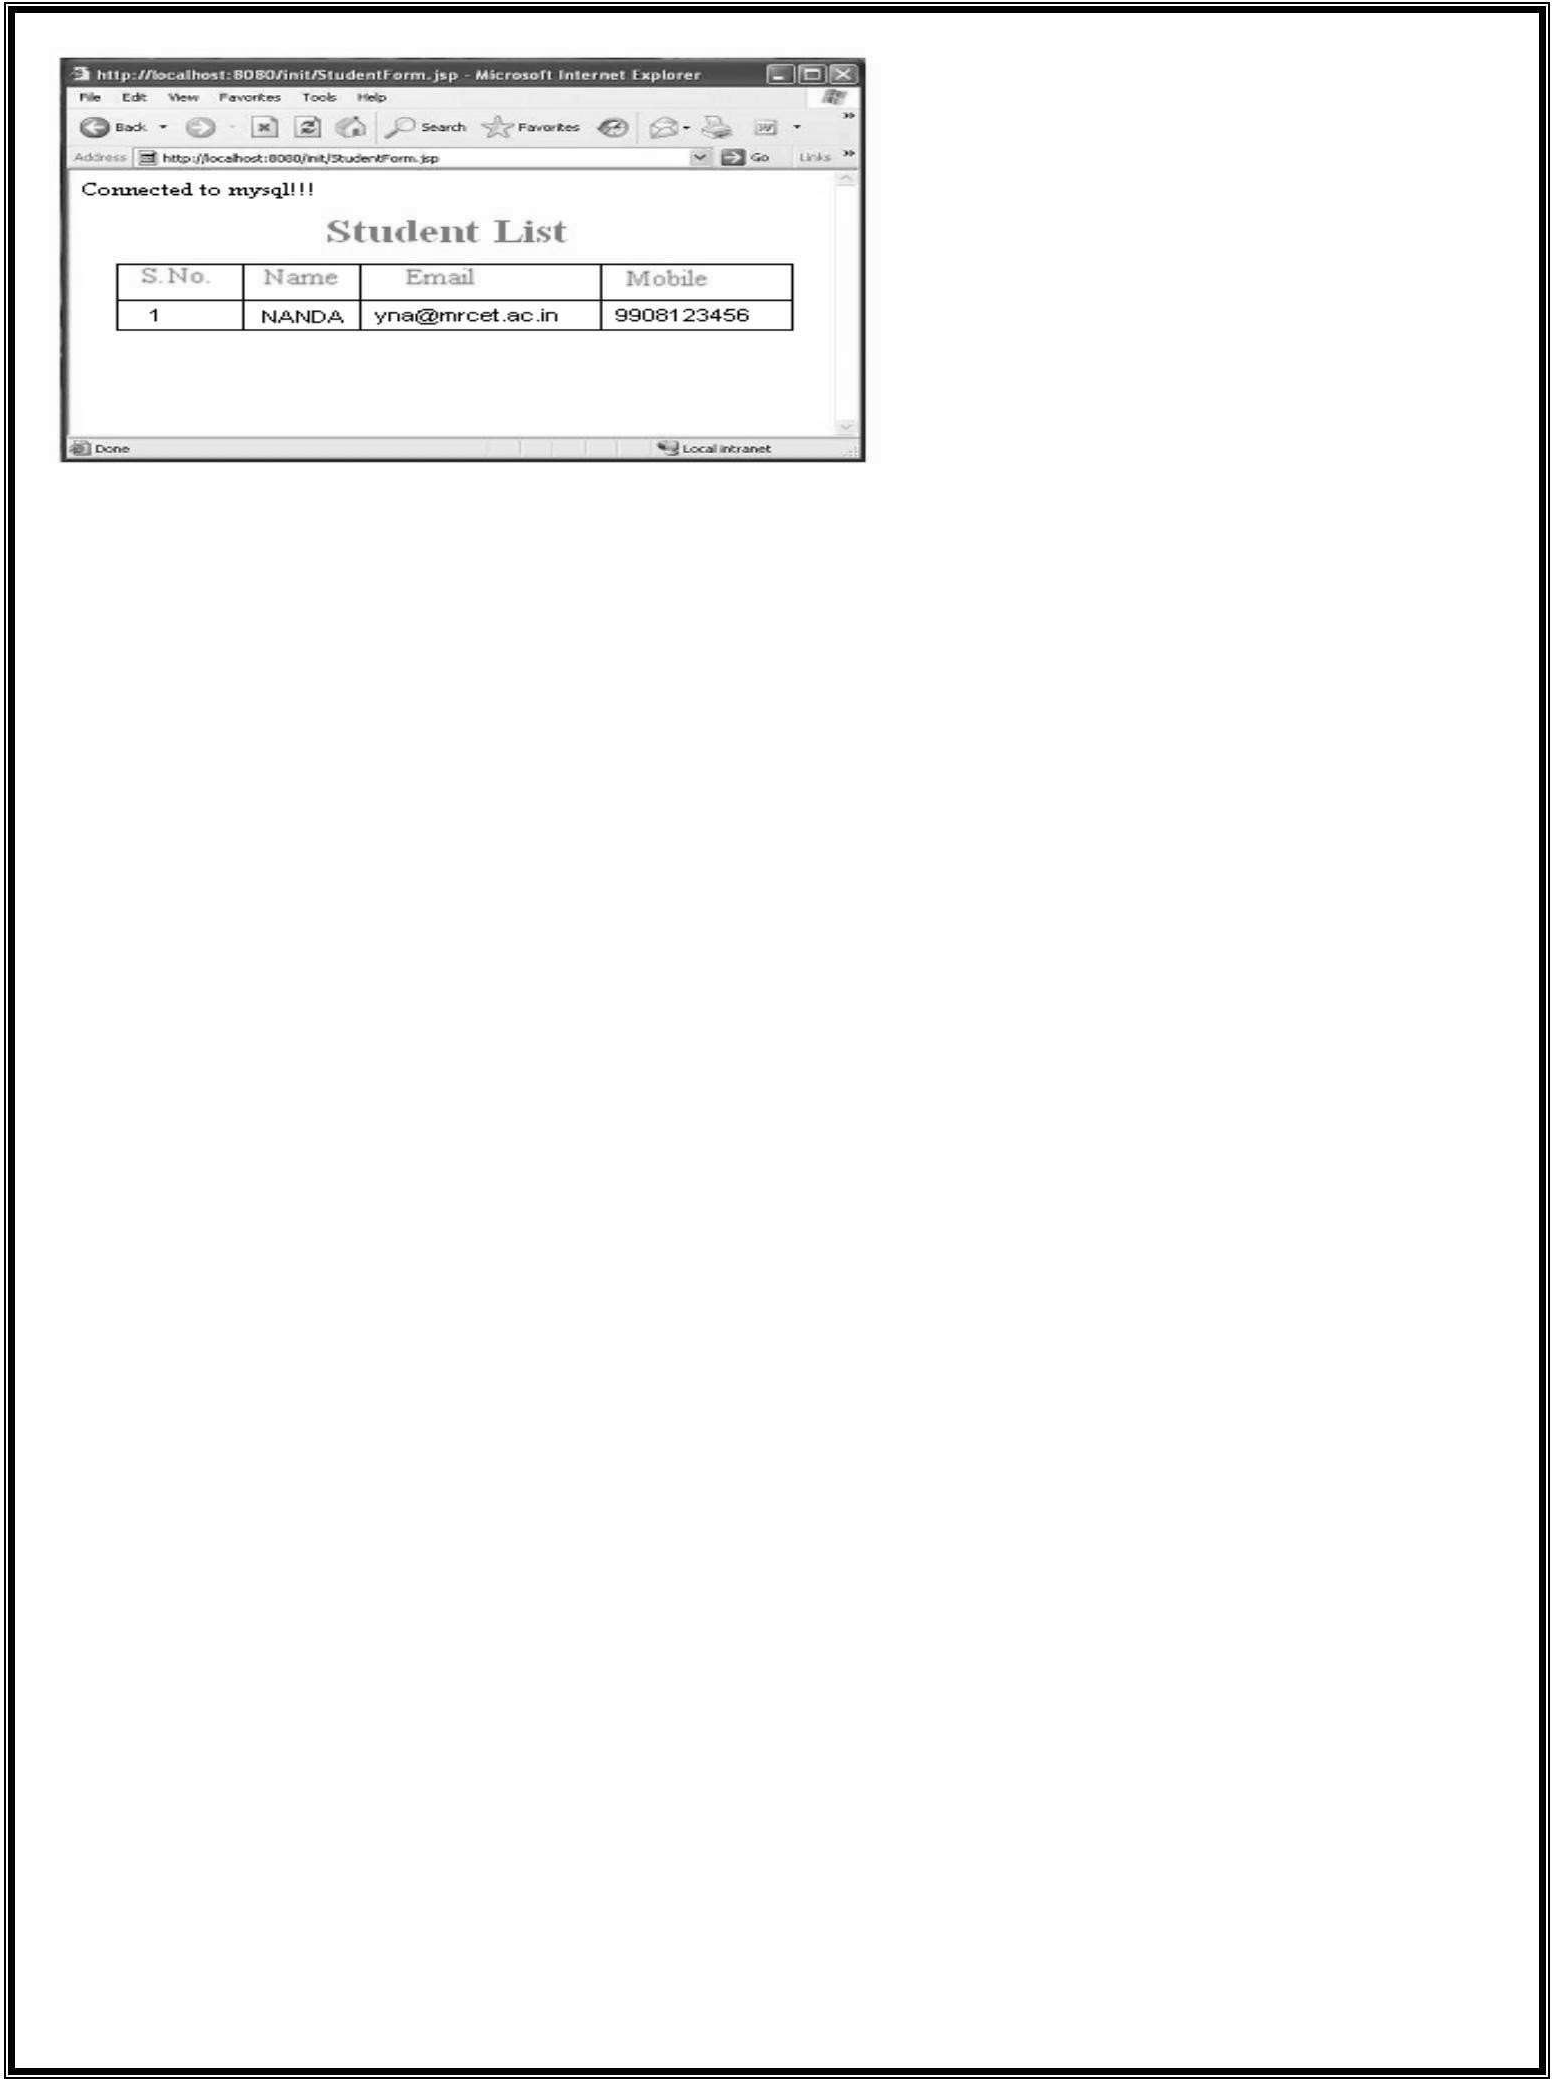 http://localhost:8080/init/StudentForm.jsp - Microsoft Internet Explorer
File Edit View Favorites Tools Help
Back Search Favorites
Address http://localhost:8080/init/StudentForm.jsp Go Links
Connected to mysql!!!
Student List
S.No. Name Email Mobile
1 NANDA yna@mrcet.ac.in 9908123456
Done Local intranet